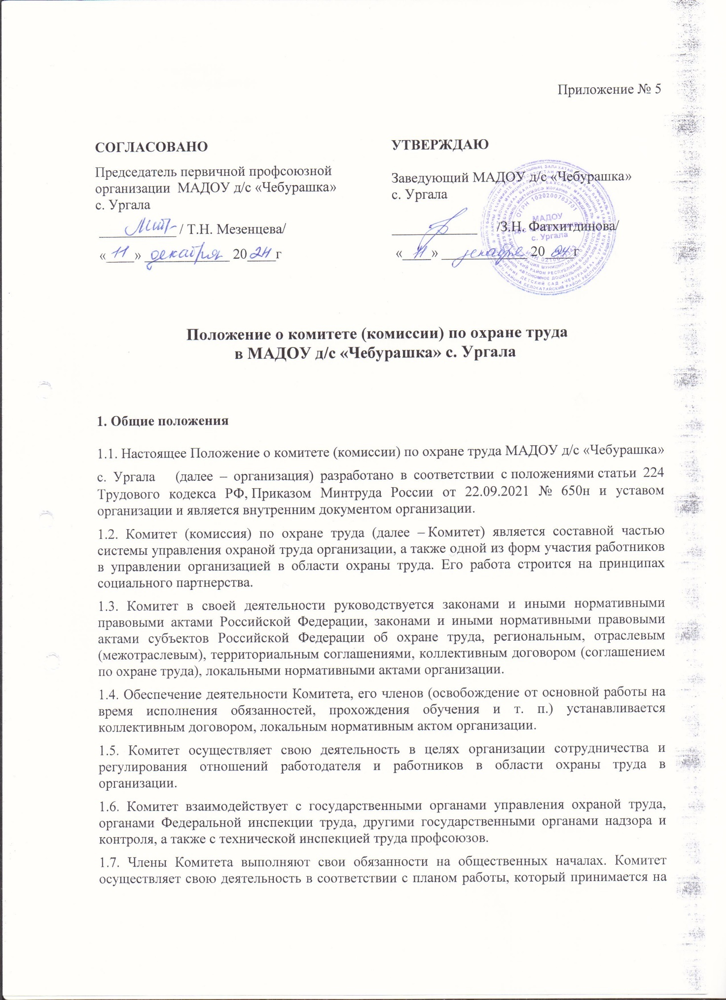 Приложение № 5
СОГЛАСОВАНО
Председатель первичной профсоюзной
организации МАДОУ д/с «Чебурашка»
с. Ургала
/ Т.Н. Мезенцева/
«11» декабря 2024г
УТВЕРЖДАЮ
Заведующий МАДОУ д/с «Чебурашка»
с. Ургала
/З.Н. Фатхитдинова/
«11» декабря 2024г
ОГРН 1020200783701
МАДОУ
д/с «Чебурашка»
с. Ургала
Положение о комитете (комиссии) по охране труда
в МАДОУ д/с «Чебурашка» с. Ургала
1. Общие положения
1.1. Настоящее Положение о комитете (комиссии) по охране труда МАДОУ д/с «Чебурашка»
с. Ургала (далее – организация) разработано в соответствии с положениями статьи 224
Трудового кодекса РФ, Приказом Минтруда России от 22.09.2021 № 650н и уставом
организации и является внутренним документом организации.
1.2. Комитет (комиссия) по охране труда (далее – Комитет) является составной частью
системы управления охраной труда организации, а также одной из форм участия работников
в управлении организацией в области охраны труда. Его работа строится на принципах
социального партнерства.
1.3. Комитет в своей деятельности руководствуется законами и иными нормативными
правовыми актами Российской Федерации, законами и иными нормативными правовыми
актами субъектов Российской Федерации об охране труда, региональным, отраслевым
(межотраслевым), территориальным соглашениями, коллективным договором (соглашением
по охране труда), локальными нормативными актами организации.
1.4. Обеспечение деятельности Комитета, его членов (освобождение от основной работы на
время исполнения обязанностей, прохождения обучения и т. п.) устанавливается
коллективным договором, локальным нормативным актом организации.
1.5. Комитет осуществляет свою деятельность в целях организации сотрудничества и
регулирования отношений работодателя и работников в области охраны труда в
организации.
1.6. Комитет взаимодействует с государственными органами управления охраной труда,
органами Федеральной инспекции труда, другими государственными органами надзора и
контроля, а также с технической инспекцией труда профсоюзов.
1.7. Члены Комитета выполняют свои обязанности на общественных началах. Комитет
осуществляет свою деятельность в соответствии с планом работы, который принимается на